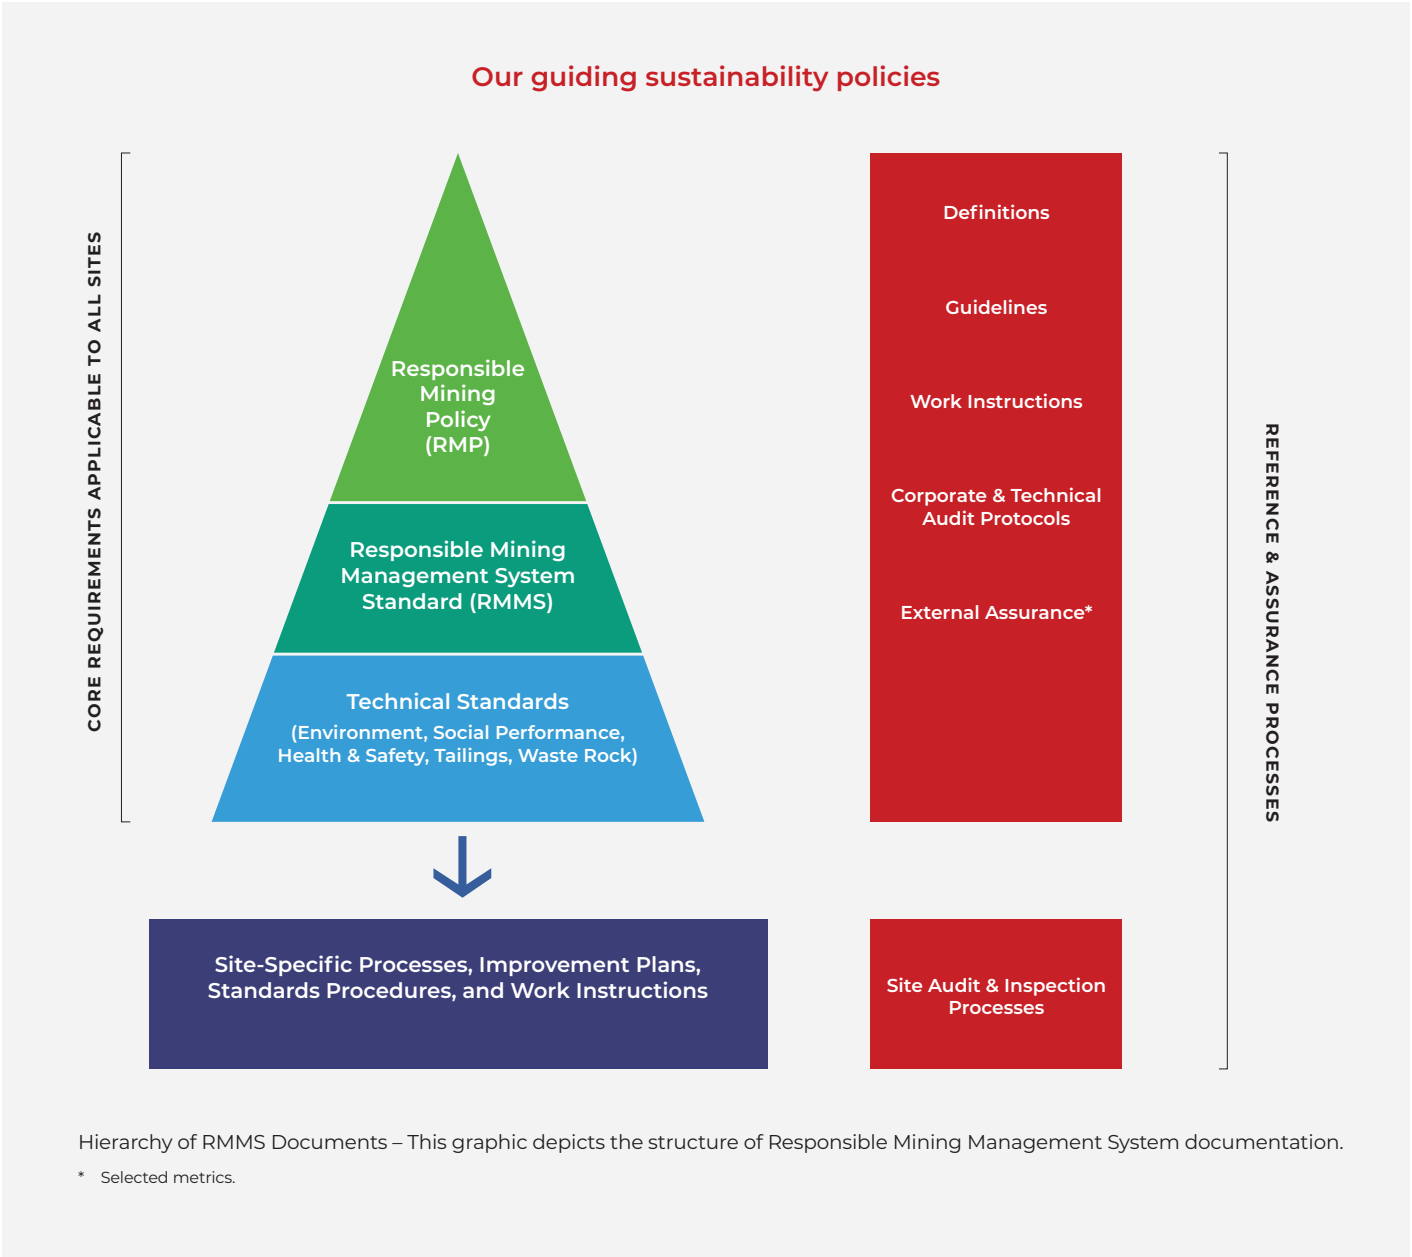 Our guiding sustainability policies
CORE REQUIREMENTS APPLICABLE TO ALL SITES
Responsible
Mining
Policy
(RMP)
Responsible Mining
Management System
Standard (RMMS)
Technical Standards
(Environment, Social Performance,
Health & Safety, Tailings, Waste Rock)
Site-Specific Processes, Improvement Plans,
Standards Procedures, and Work Instructions
Definitions
Guidelines
Work Instructions
Corporate & Technical
Audit Protocols
External Assurance*
Site Audit & Inspection
Processes
REFERENCE & ASSURANCE PROCESSES
Hierarchy of RMMS Documents – This graphic depicts the structure of Responsible Mining Management System documentation.
* Selected metrics.